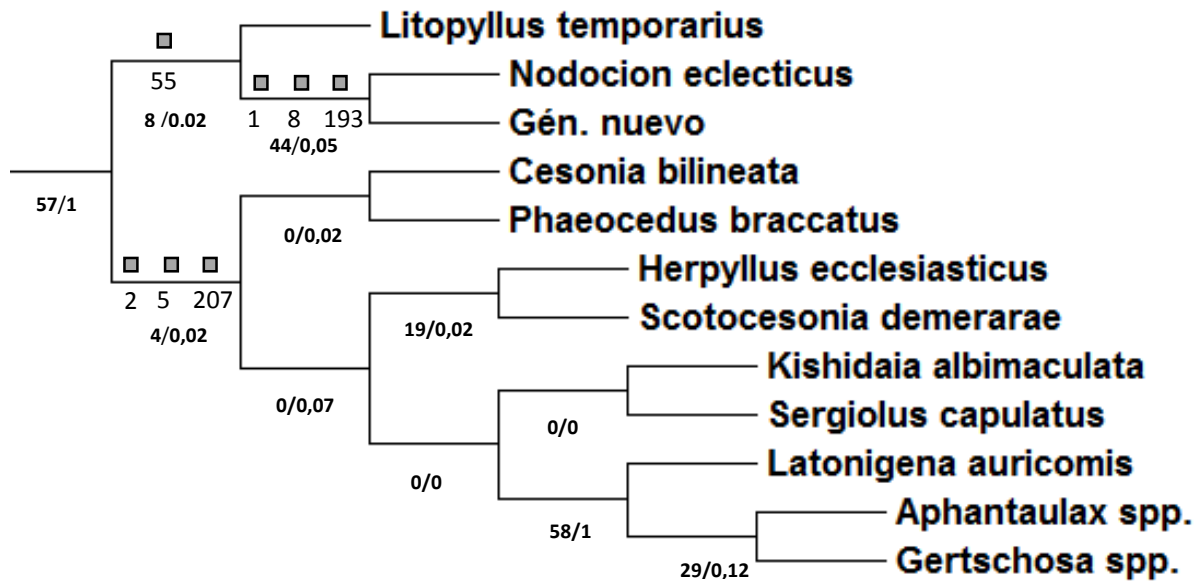 Litopyllus temporarius
Nodocion eclecticus
55
8 /0.02
1 8 193
Gén. nuevo
44/0,05
Cesonia bilineata
57/1
Phaeocedus braccatus
0/0,02
Herpyllus ecclesiasticus
2 5 207
Scotocesonia demerarae
4/0,02
19/0,02
Kishidaia albimaculata
0/0,07
Sergiolus capulatus
0/0
Latonigena auricomis
0/0
Aphantaulax spp.
58/1
Gertschosa spp.
29/0,12